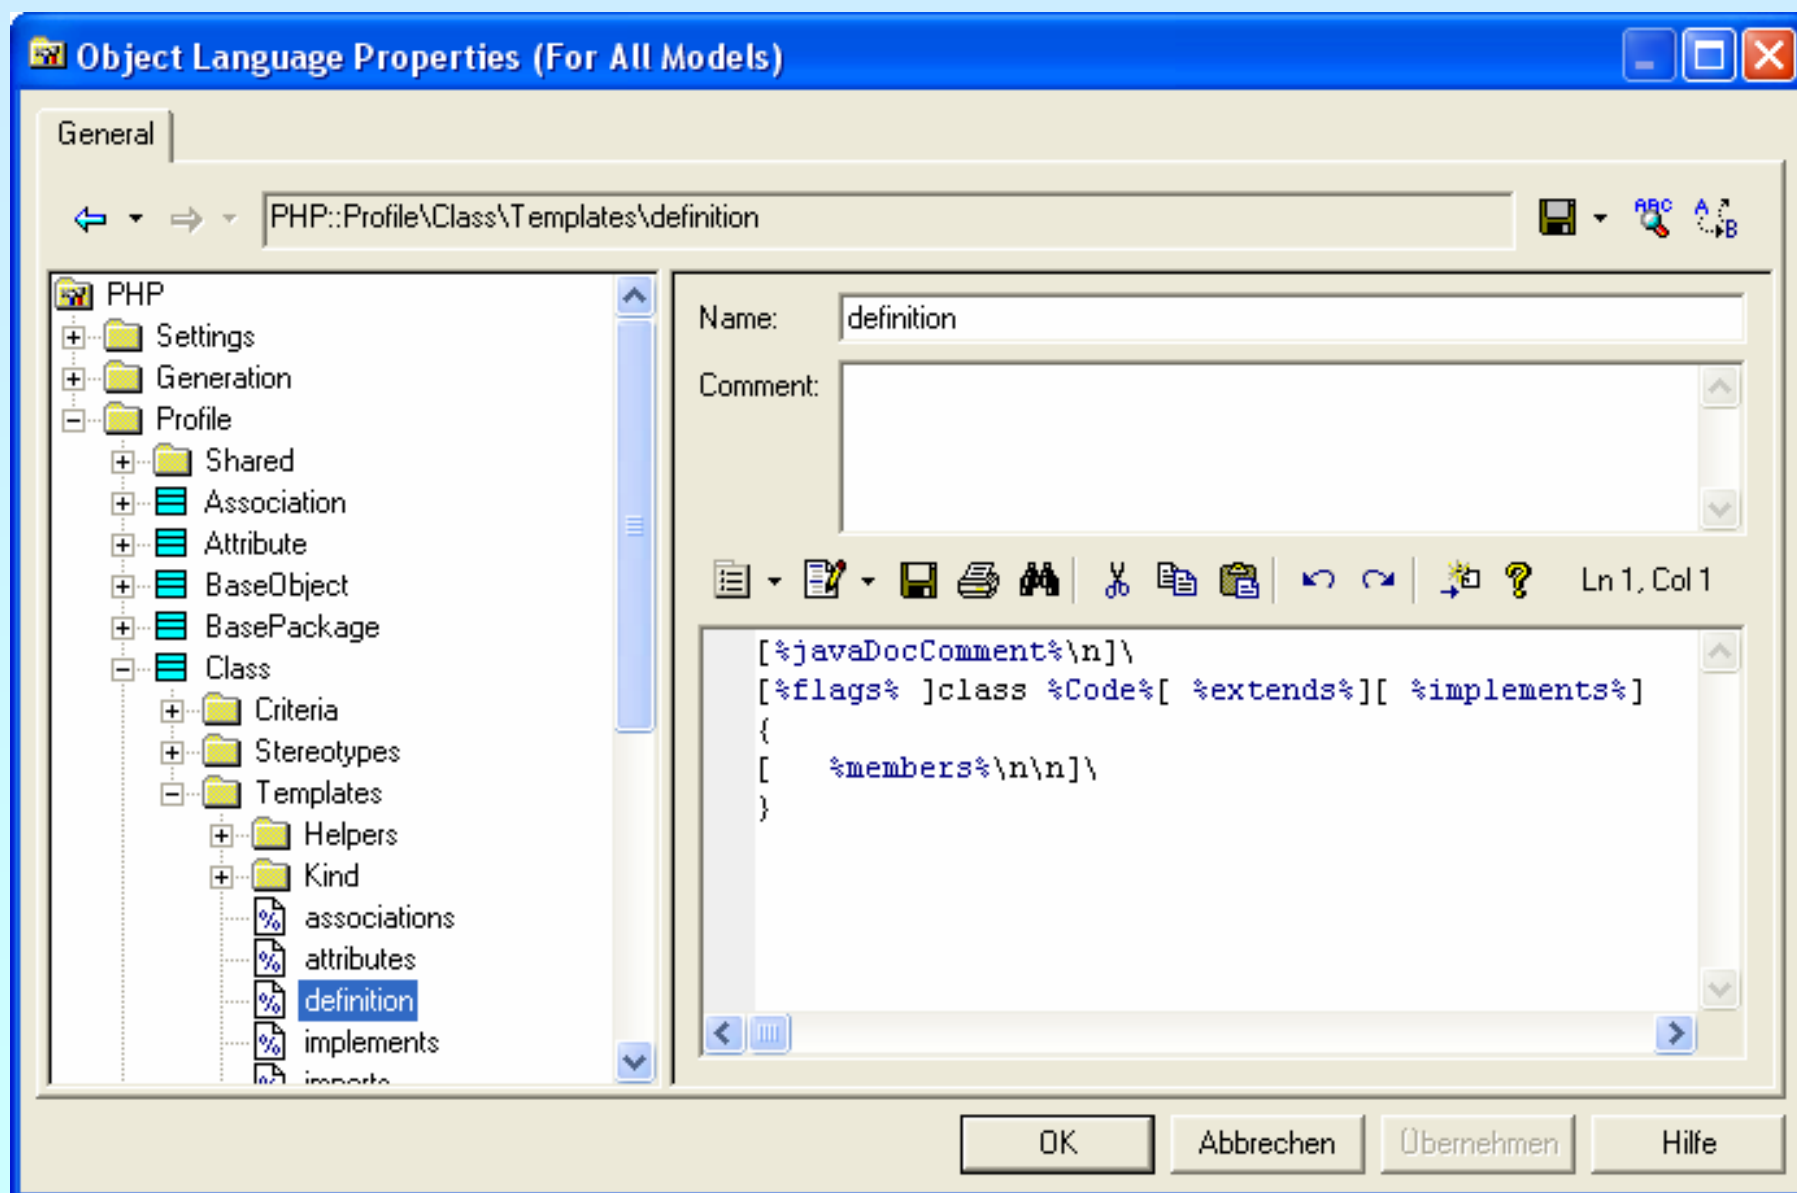 Object Language Properties (For All Models)
General
PHP::Profile\Class\Templates\definition
PHP
Settings
Generation
Profile
Shared
Association
Attribute
BaseObject
BasePackage
Class
Criteria
Stereotypes
Templates
Helpers
Kind
associations
attributes
definition
implements
imports
Name: definition
Comment:
Ln 1, Col 1
[%javaDocComment%\n]\
[%flags% ]class %Code%[ %extends%][ %implements%]
{
[   %members%\n\n]\
}
OK
Abbrechen
Übernehmen
Hilfe